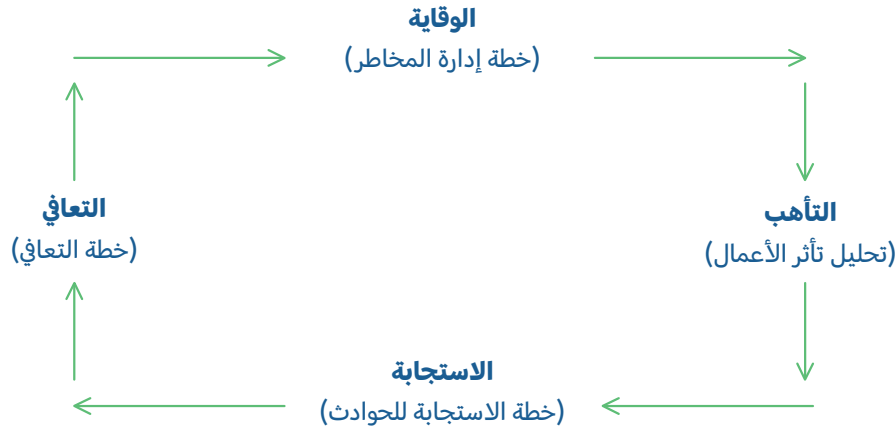 الوقاية
(خطة إدارة المخاطر)
التأهب
(تحليل تأثر الأعمال)
الاستجابة
(خطة الاستجابة للحوادث)
التعافي
(خطة التعافي)